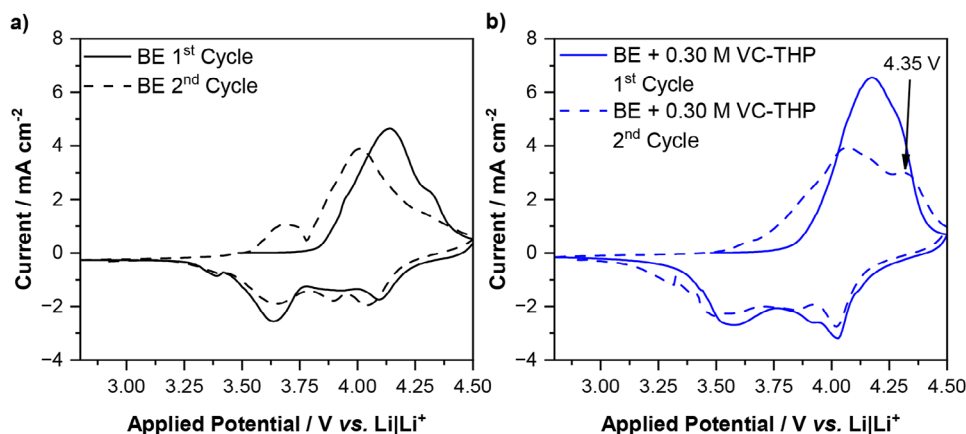 a)
BE 1st Cycle
BE 2nd Cycle
8
6
4
2
0
−2
−4
Current / mA cm-2
3.00 3.25 3.50 3.75 4.00 4.25 4.50
Applied Potential / V vs. Li|Li+
b)
BE + 0.30 M VC-THP
1st Cycle
BE + 0.30 M VC-THP
2nd Cycle
4.35 V
8
6
4
2
0
−2
−4
Current / mA cm-2
3.00 3.25 3.50 3.75 4.00 4.25 4.50
Applied Potential / V vs. Li|Li+